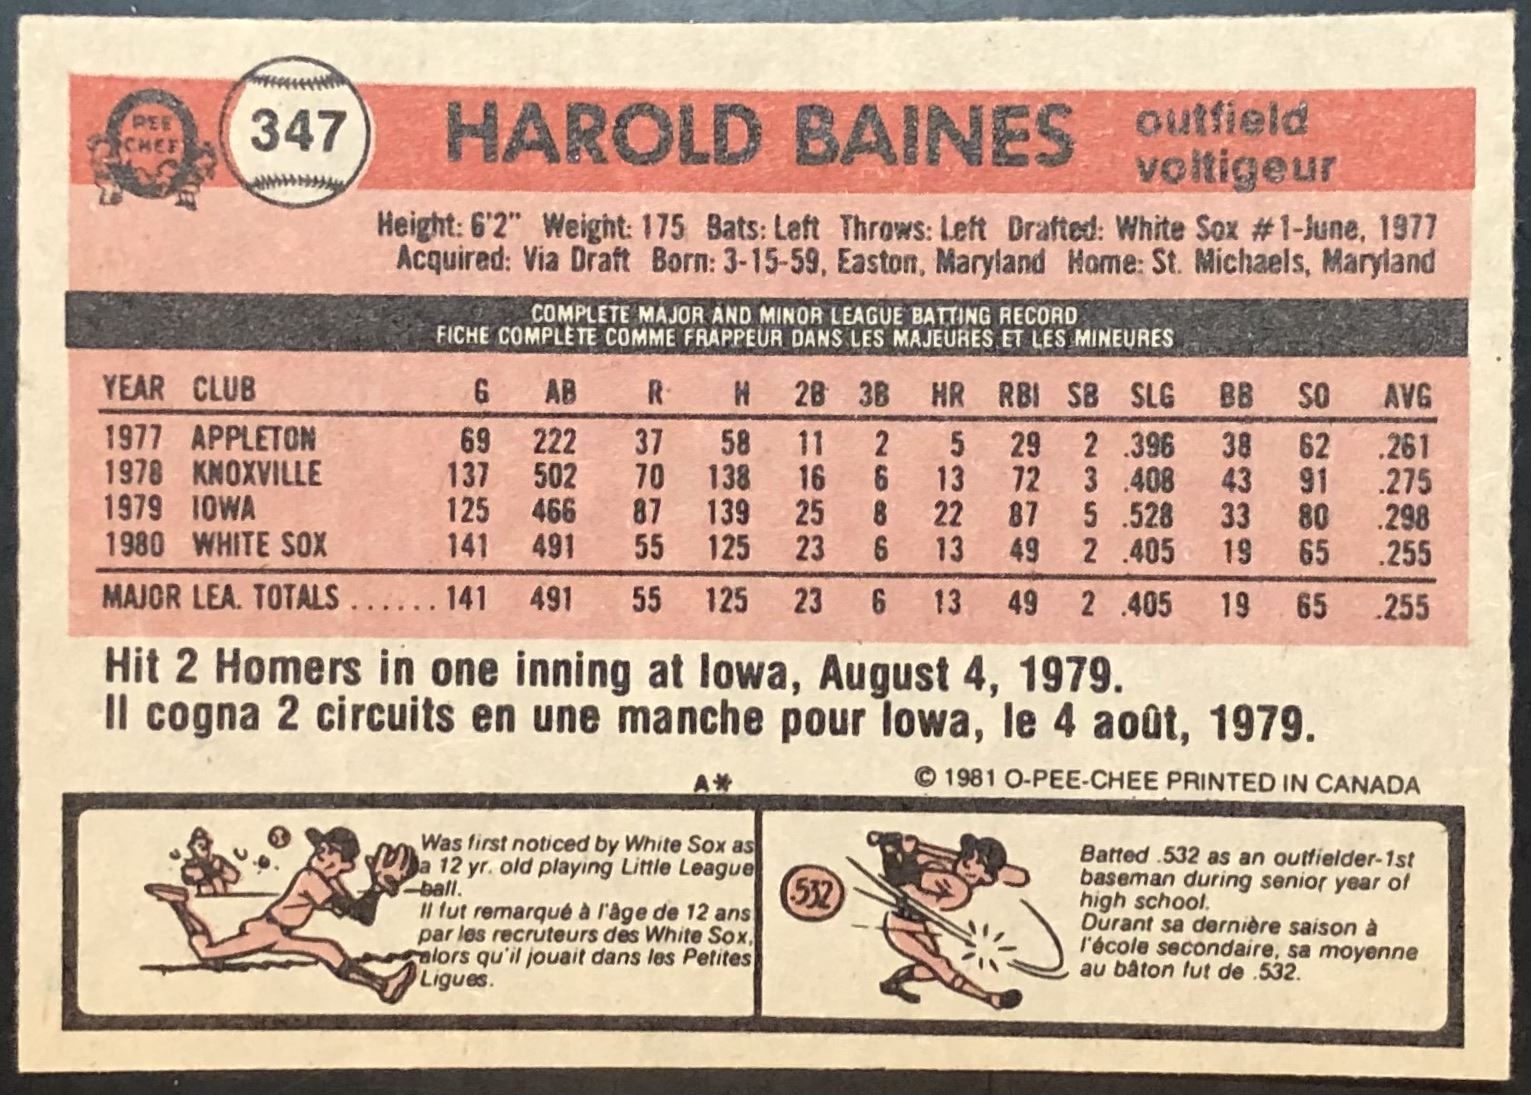 O PEE CHEE
347
HAROLD BAINES
outfield
voltigeur
Height: 6'2" Weight: 175 Bats: Left Throws: Left Drafted: White Sox #1-June, 1977
Acquired: Via Draft Born: 3-15-59, Easton, Maryland Home: St. Michaels, Maryland
COMPLETE MAJOR AND MINOR LEAGUE BATTING RECORD
FICHE COMPLÈTE COMME FRAPPEUR DANS LES MAJEURES ET LES MINEURES
YEAR CLUB G AB R H 2B 3B HR RBI SB SLG BB SO AVG
1977 APPLETON 69 222 37 58 11 2 5 29 2 .396 38 62 .261
1978 KNOXVILLE 137 502 70 138 16 6 13 72 3 .408 43 91 .275
1979 IOWA 125 466 87 139 25 8 22 87 5 .528 33 80 .298
1980 WHITE SOX 141 491 55 125 23 6 13 49 2 .405 19 65 .255
MAJOR LEA. TOTALS ...... 141 491 55 125 23 6 13 49 2 .405 19 65 .255
Hit 2 Homers in one inning at Iowa, August 4, 1979.
Il cogna 2 circuits en une manche pour Iowa, le 4 août, 1979.
A* © 1981 O-PEE-CHEE PRINTED IN CANADA
Was first noticed by White Sox as
a 12 yr. old playing Little League
ball.
Il fut remarqué à l'âge de 12 ans
par les recruteurs des White Sox,
alors qu'il jouait dans les Petites
Ligues.
.532
Batted .532 as an outfielder-1st
baseman during senior year of
high school.
Durant sa dernière saison à
l'école secondaire, sa moyenne
au bâton fut de .532.